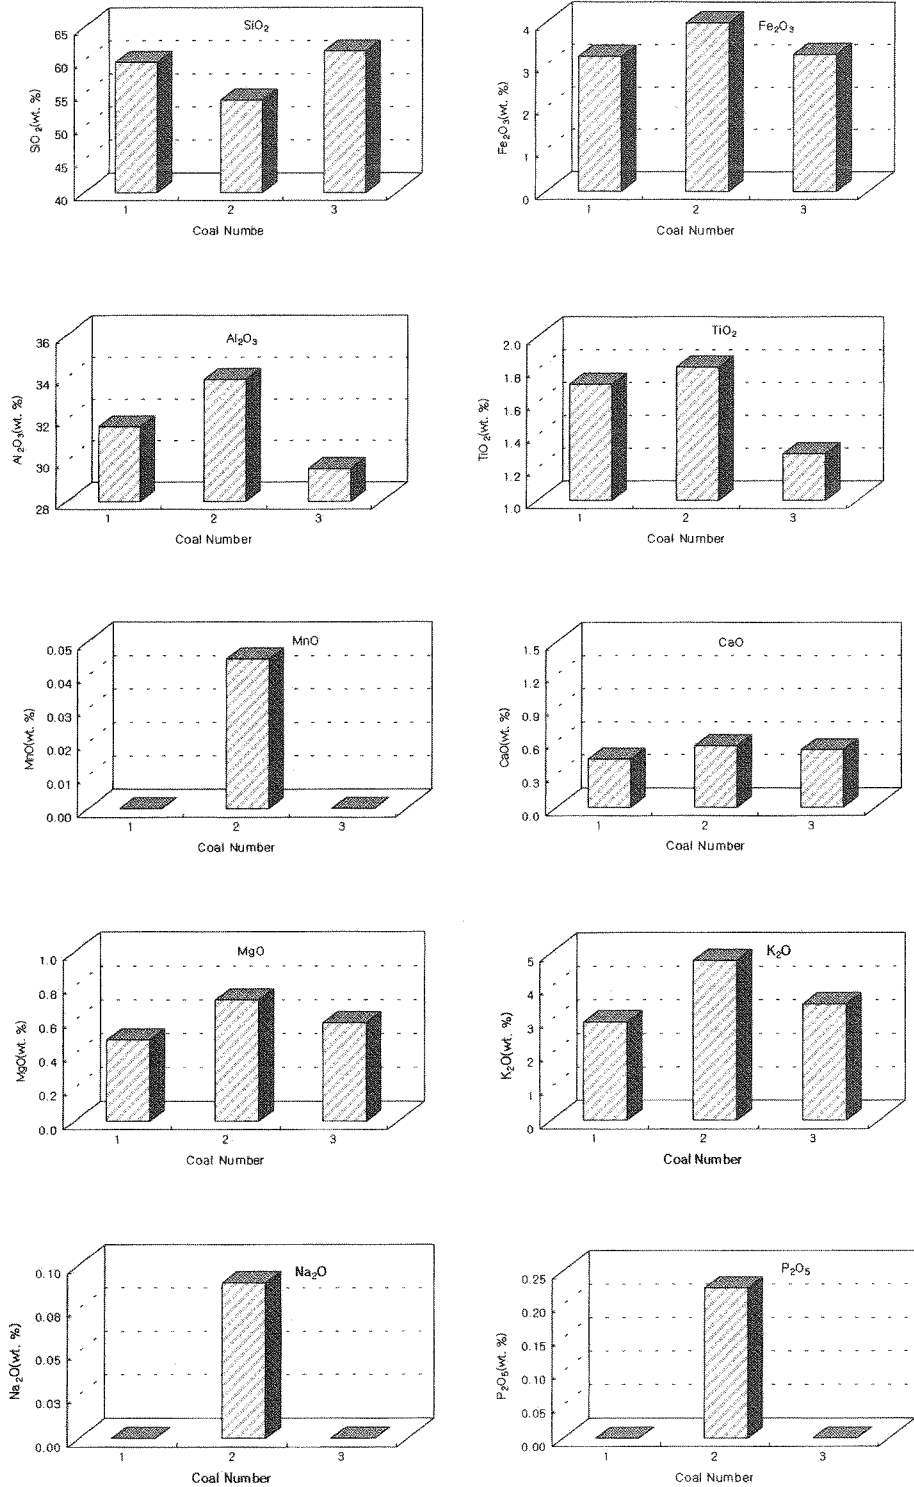 SiO₂
65
60
55
50
45
40
SiO₂(wt. %)
1 2 3
Coal Numbe
Fe₂O₃
4
3
2
1
0
Fe₂O₃(wt. %)
1 2 3
Coal Number
Al₂O₃
36
34
32
30
28
Al₂O₃(wt. %)
1 2 3
Coal Number
TiO₂
2.0
1.8
1.6
1.4
1.2
1.0
TiO₂(wt. %)
1 2 3
Coal Number
MnO
0.05
0.04
0.03
0.02
0.01
0.00
MnO(wt. %)
1 2 3
Coal Number
CaO
1.5
1.2
0.9
0.6
0.3
0.0
CaO(wt. %)
1 2 3
Coal Number
MgO
1.0
0.8
0.6
0.4
0.2
0.0
MgO(wt. %)
1 2 3
Coal Number
K₂O
5
4
3
2
1
0
K₂O(wt. %)
1 2 3
Coal Number
Na₂O
0.10
0.08
0.05
0.03
0.00
Na₂O(wt. %)
1 2 3
Coal Number
P₂O₅
0.25
0.20
0.15
0.10
0.05
0.00
P₂O₅(wt. %)
1 2 3
Coal Number